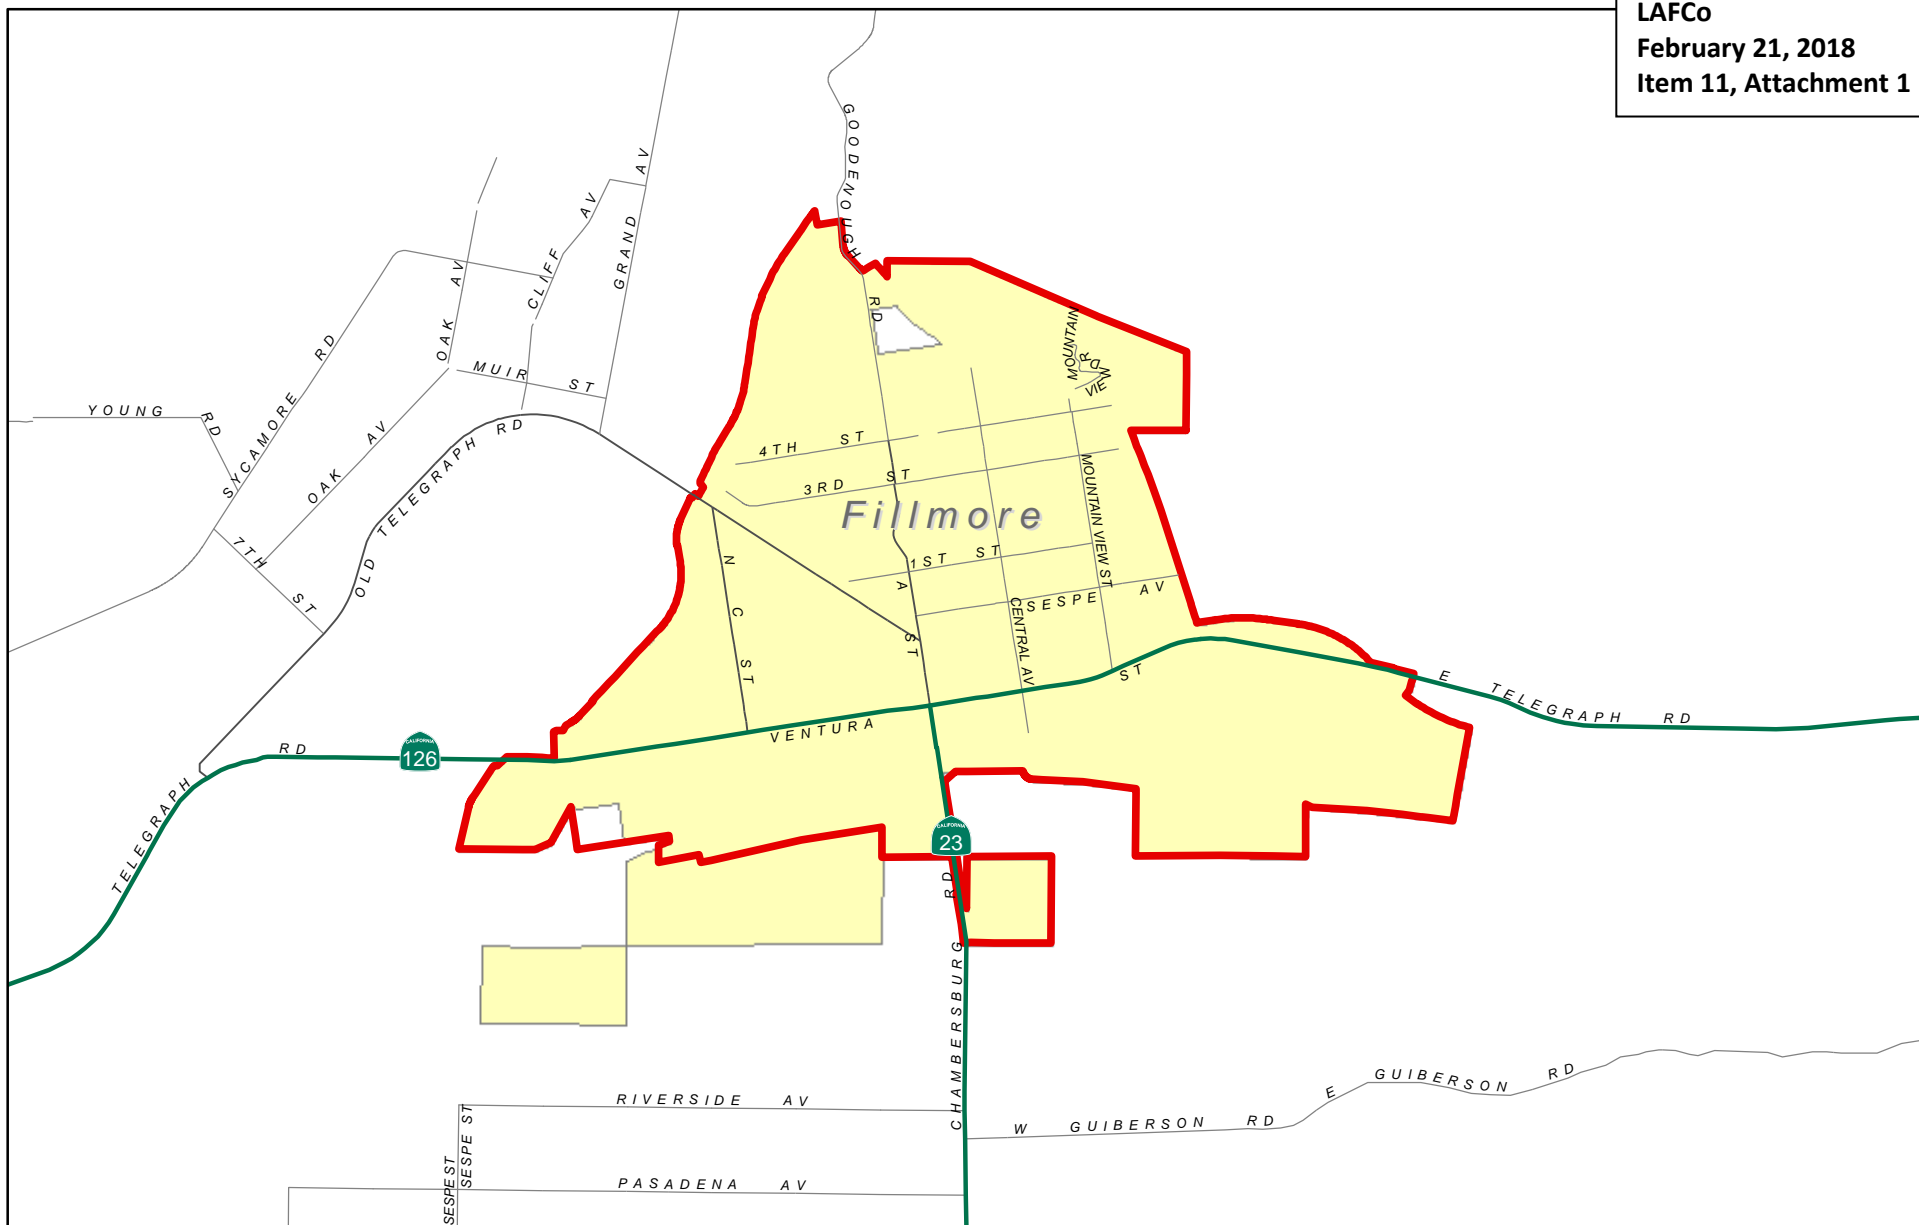 LAFCo
February 21, 2018
Item 11, Attachment 1
GOODENOUGH RD
GRAND AV
CLIFF AV
OAK AV
SYCAMORE RD
MUIR ST
YOUNG RD
OAK AV
OLD TELEGRAPH RD
7TH ST
MOUNTAIN VIEW DR
4TH ST
3RD ST
Fillmore
MOUNTAIN VIEW ST
1ST ST
N C ST
A ST
SESPE AV
CENTRAL AV
VENTURA ST
E TELEGRAPH RD
TELEGRAPH RD
CALIFORNIA
126
CALIFORNIA
23
CHAMBERSBURG RD
RIVERSIDE AV
W GUIBERSON RD
E GUIBERSON RD
SESPE ST
SESPE ST
PASADENA AV